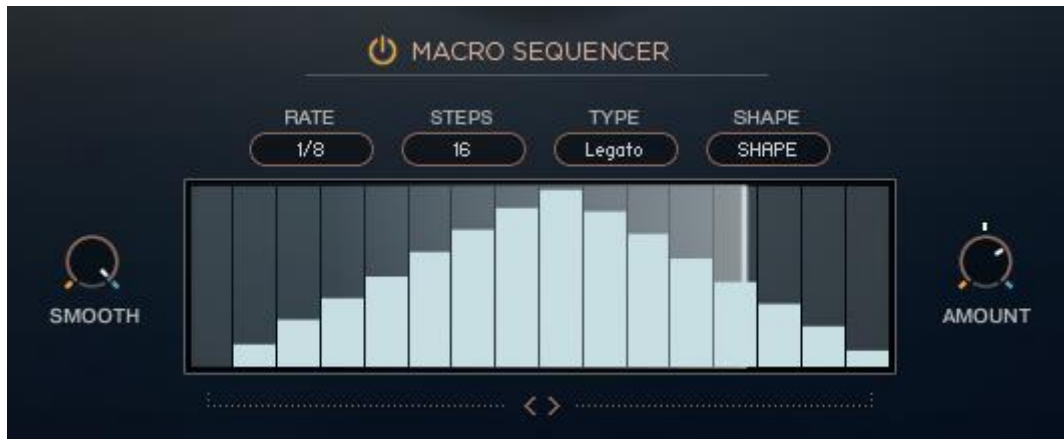 MACRO SEQUENCER
RATE STEPS TYPE SHAPE
1/8 16 Legato SHAPE
SMOOTH AMOUNT